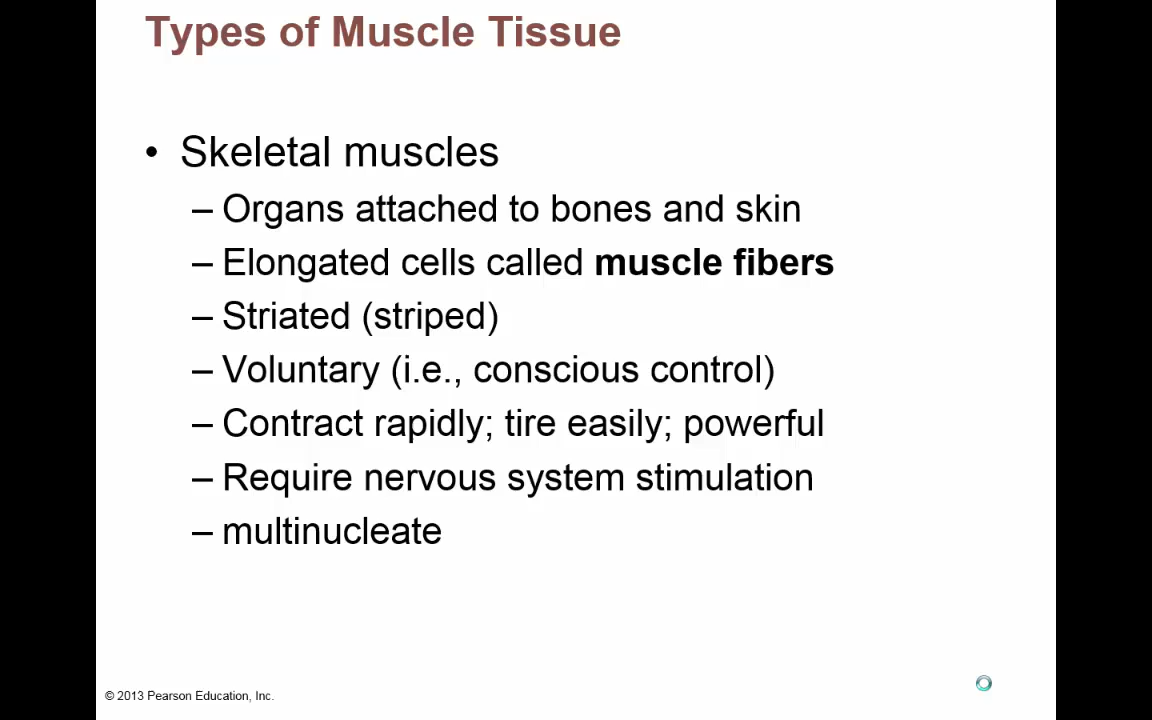 Types of Muscle Tissue
• Skeletal muscles
– Organs attached to bones and skin
– Elongated cells called muscle fibers
– Striated (striped)
– Voluntary (i.e., conscious control)
– Contract rapidly; tire easily; powerful
– Require nervous system stimulation
– multinucleate
© 2013 Pearson Education, Inc.